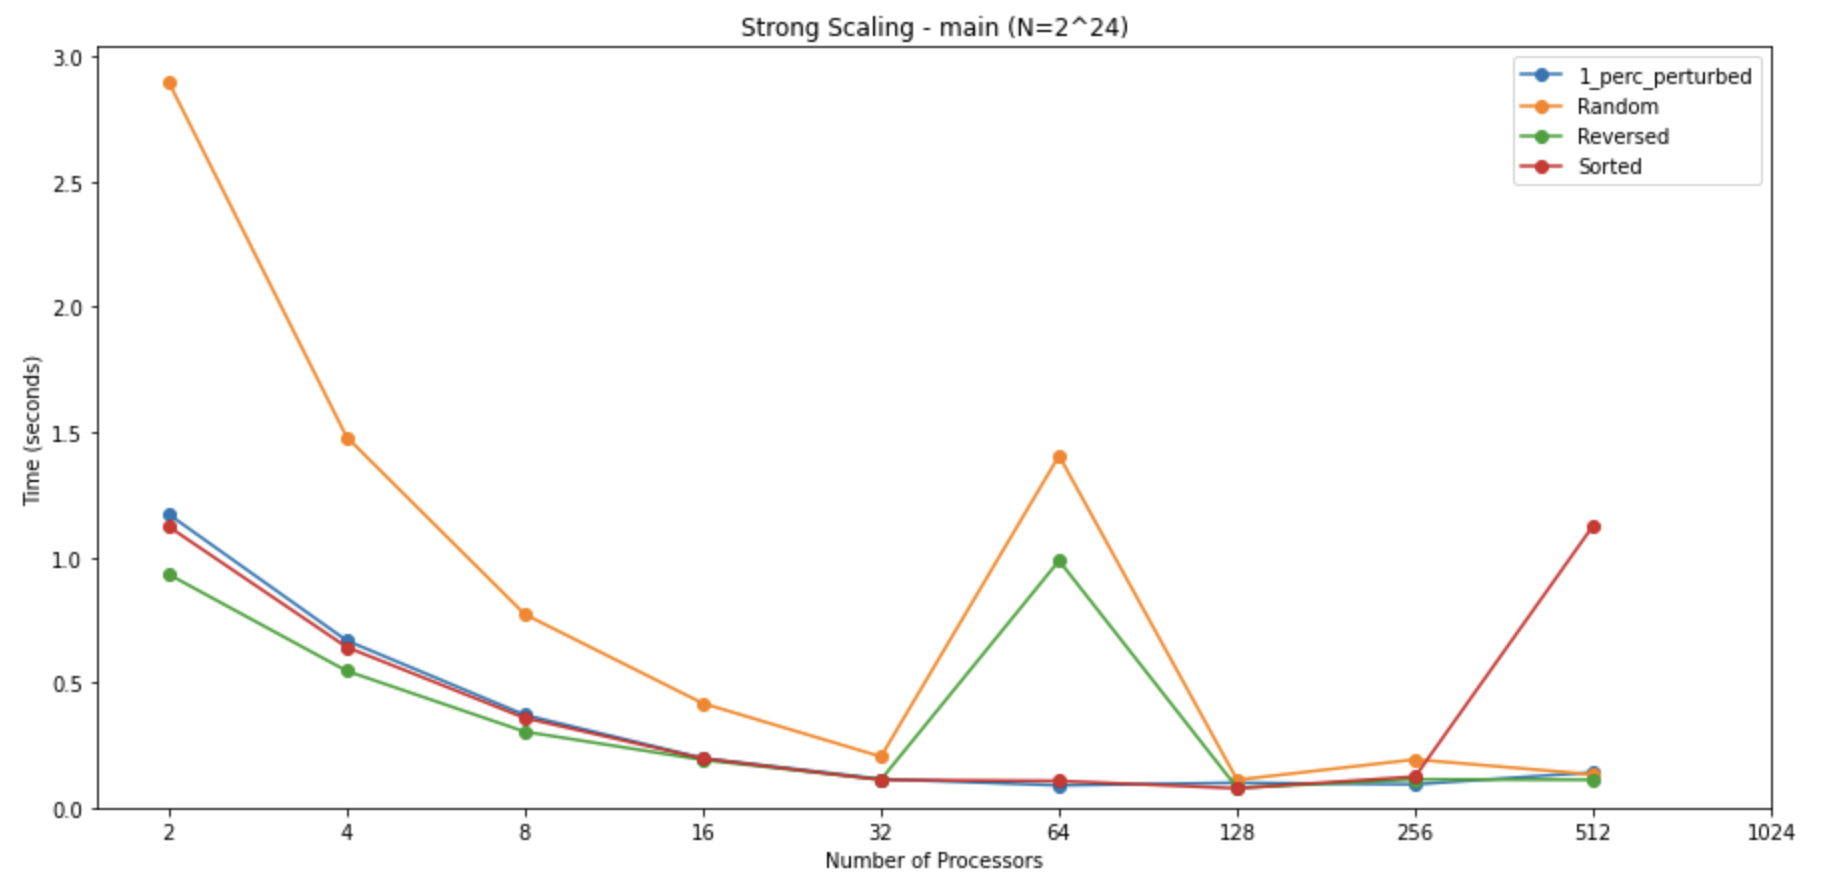 Strong Scaling - main (N=2^24)
3.0
2.5
2.0
1.5
1.0
0.5
0.0
Time (seconds)
1_perc_perturbed
Random
Reversed
Sorted
2 4 8 16 32 64 128 256 512 1024
Number of Processors